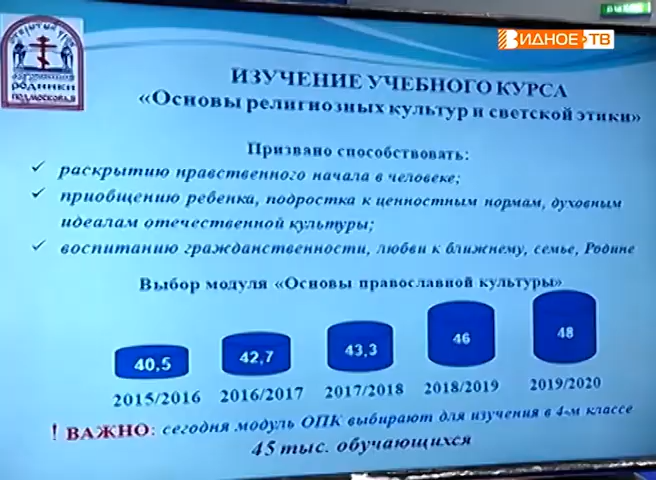 ВИДНОЕ ТВ
РОДНИКИ
ПОДМОСКОВЬЯ
ИЗУЧЕНИЕ УЧЕБНОГО КУРСА
«Основы религиозных культур и светской этики»
Призвано способствовать:
✓ раскрытию нравственного начала в человеке;
✓ приобщению ребенка, подростка к ценностным нормам, духовным
идеалам отечественной культуры;
✓ воспитанию гражданственности, любви к ближнему, семье, Родине
Выбор модуля «Основы православной культуры»
40,5 42,7 43,3 46 48
2015/2016 2016/2017 2017/2018 2018/2019 2019/2020
! ВАЖНО: сегодня модуль ОПК выбирают для изучения в 4-м классе
45 тыс. обучающихся